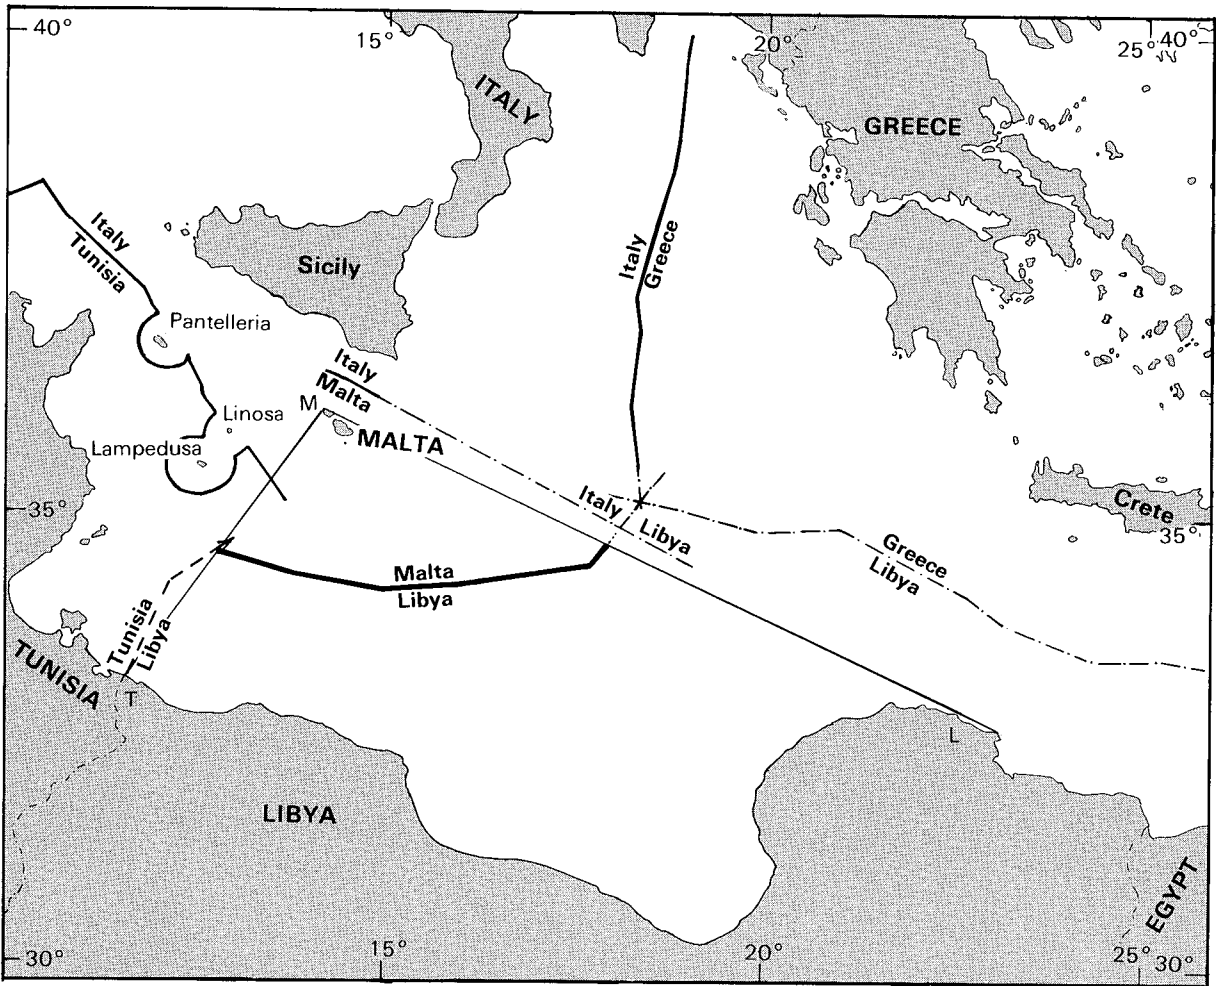 40°
15°
20°
25°
40°
ITALY
GREECE
Italy
Tunisia
Sicily
Italy
Greece
Pantelleria
Italy
Malta
M
Linosa
MALTA
Lampedusa
Crete
35°
Italy
Libya
35°
Greece
Libya
Malta
Libya
Tunisia
Libya
TUNISIA
T
L
LIBYA
EGYPT
15°
20°
25°
30°
30°